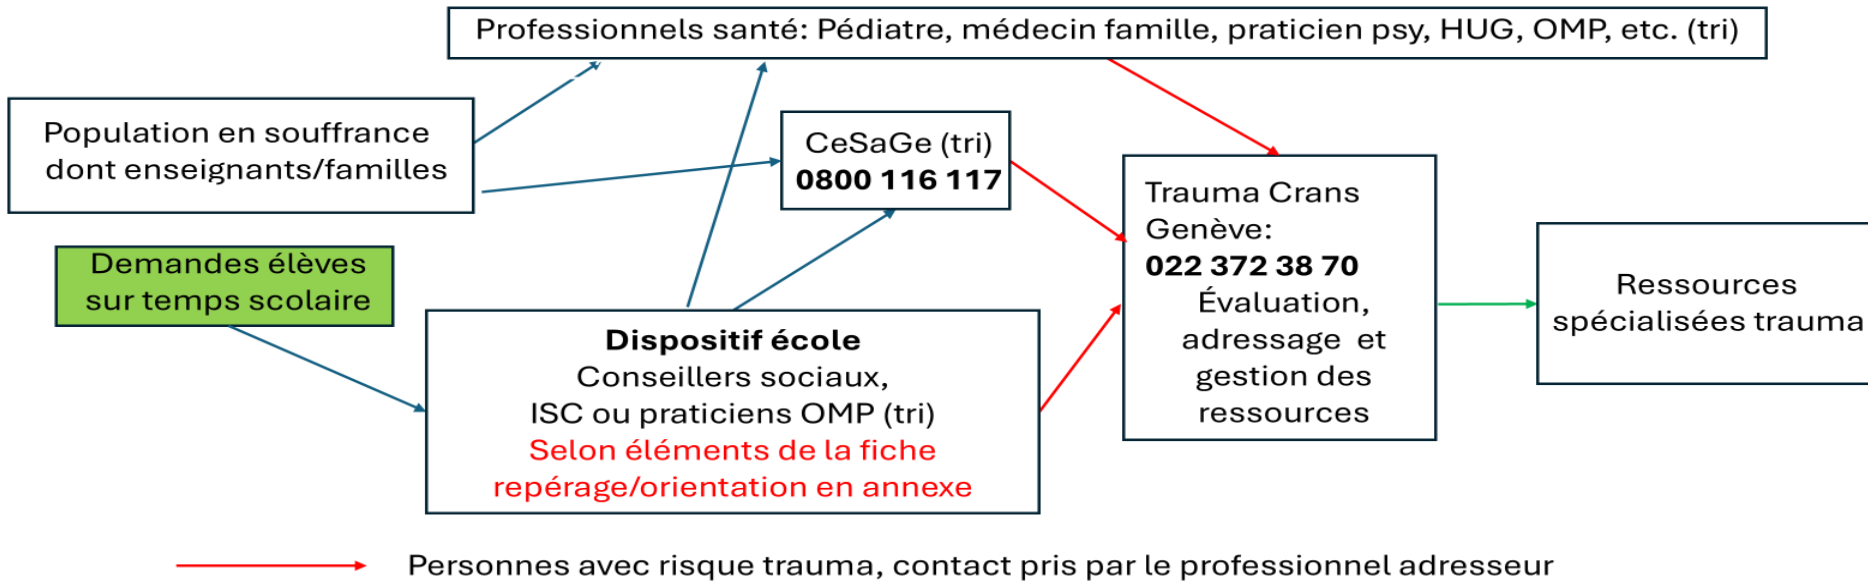 Professionnels santé: Pédiatre, médecin famille, praticien psy, HUG, OMP, etc. (tri)
Population en souffrance
dont enseignants/familles
CeSaGe (tri)
0800 116 117
Demandes élèves
sur temps scolaire
Dispositif école
Conseillers sociaux,
ISC ou praticiens OMP (tri)
Selon éléments de la fiche
repérage/orientation en annexe
Trauma Crans
Genève:
022 372 38 70
Évaluation,
adressage et
gestion des
ressources
Ressources
spécialisées trauma
Personnes avec risque trauma, contact pris par le professionnel adresseur